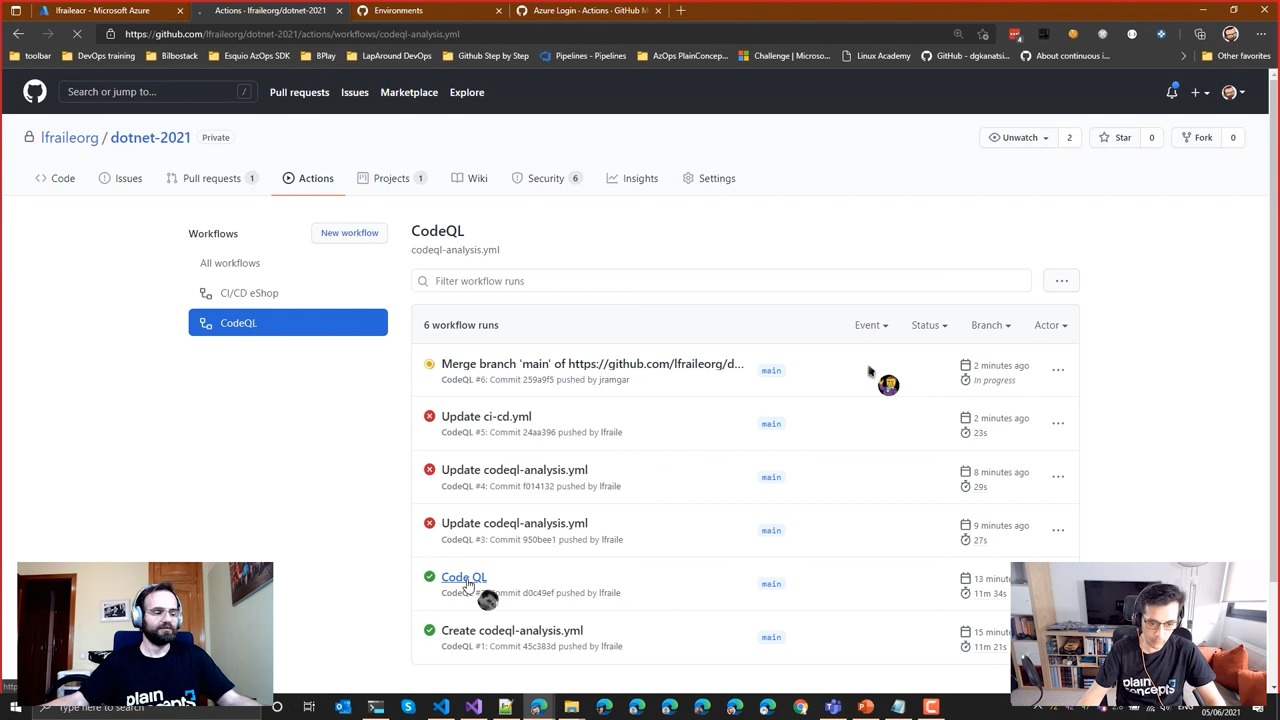 lfraileacr - Microsoft Azure
Actions · lfraileorg/dotnet-2021
Environments
Azure Login · Actions · GitHub M
https://github.com/lfraileorg/dotnet-2021/actions/workflows/codeql-analysis.yml
toolbar
DevOps training
Bilbostack
Esquio AzOps SDK
BPlay
LapAround DevOps
Github Step by Step
AzOps PlainConcep...
Pipelines - Pipelines
Challenge | Microso...
Linux Academy
GitHub - dgkanatsi...
About continuous i...
Other favorites
Search or jump to...
/
Pull requests
Issues
Marketplace
Explore
lfraileorg / dotnet-2021 Private
Unwatch 2
Star 0
Fork 0
Code
Issues
Pull requests 1
Actions
Projects 1
Wiki
Security 6
Insights
Settings
Workflows
New workflow
All workflows
CI/CD eShop
CodeQL
CodeQL
codeql-analysis.yml
Filter workflow runs
6 workflow runs
Event
Status
Branch
Actor
Merge branch 'main' of https://github.com/lfraileorg/d...
CodeQL #6: Commit 259a9f5 pushed by jramgar
main
2 minutes ago
In progress
Update ci-cd.yml
CodeQL #5: Commit 24aa396 pushed by lfraile
main
2 minutes ago
23s
Update codeql-analysis.yml
CodeQL #4: Commit f014132 pushed by lfraile
main
8 minutes ago
29s
Update codeql-analysis.yml
CodeQL #3: Commit 950bee1 pushed by lfraile
main
9 minutes ago
27s
Code QL
Commit d0c49ef pushed by lfraile
main
13 minut
11m 34s
Create codeql-analysis.yml
CodeQL #1: Commit 45c383d pushed by lfraile
main
15 minut
11m 21s
plain
concepts
plain
concepts
Type here to search
ENG
05/06/2021